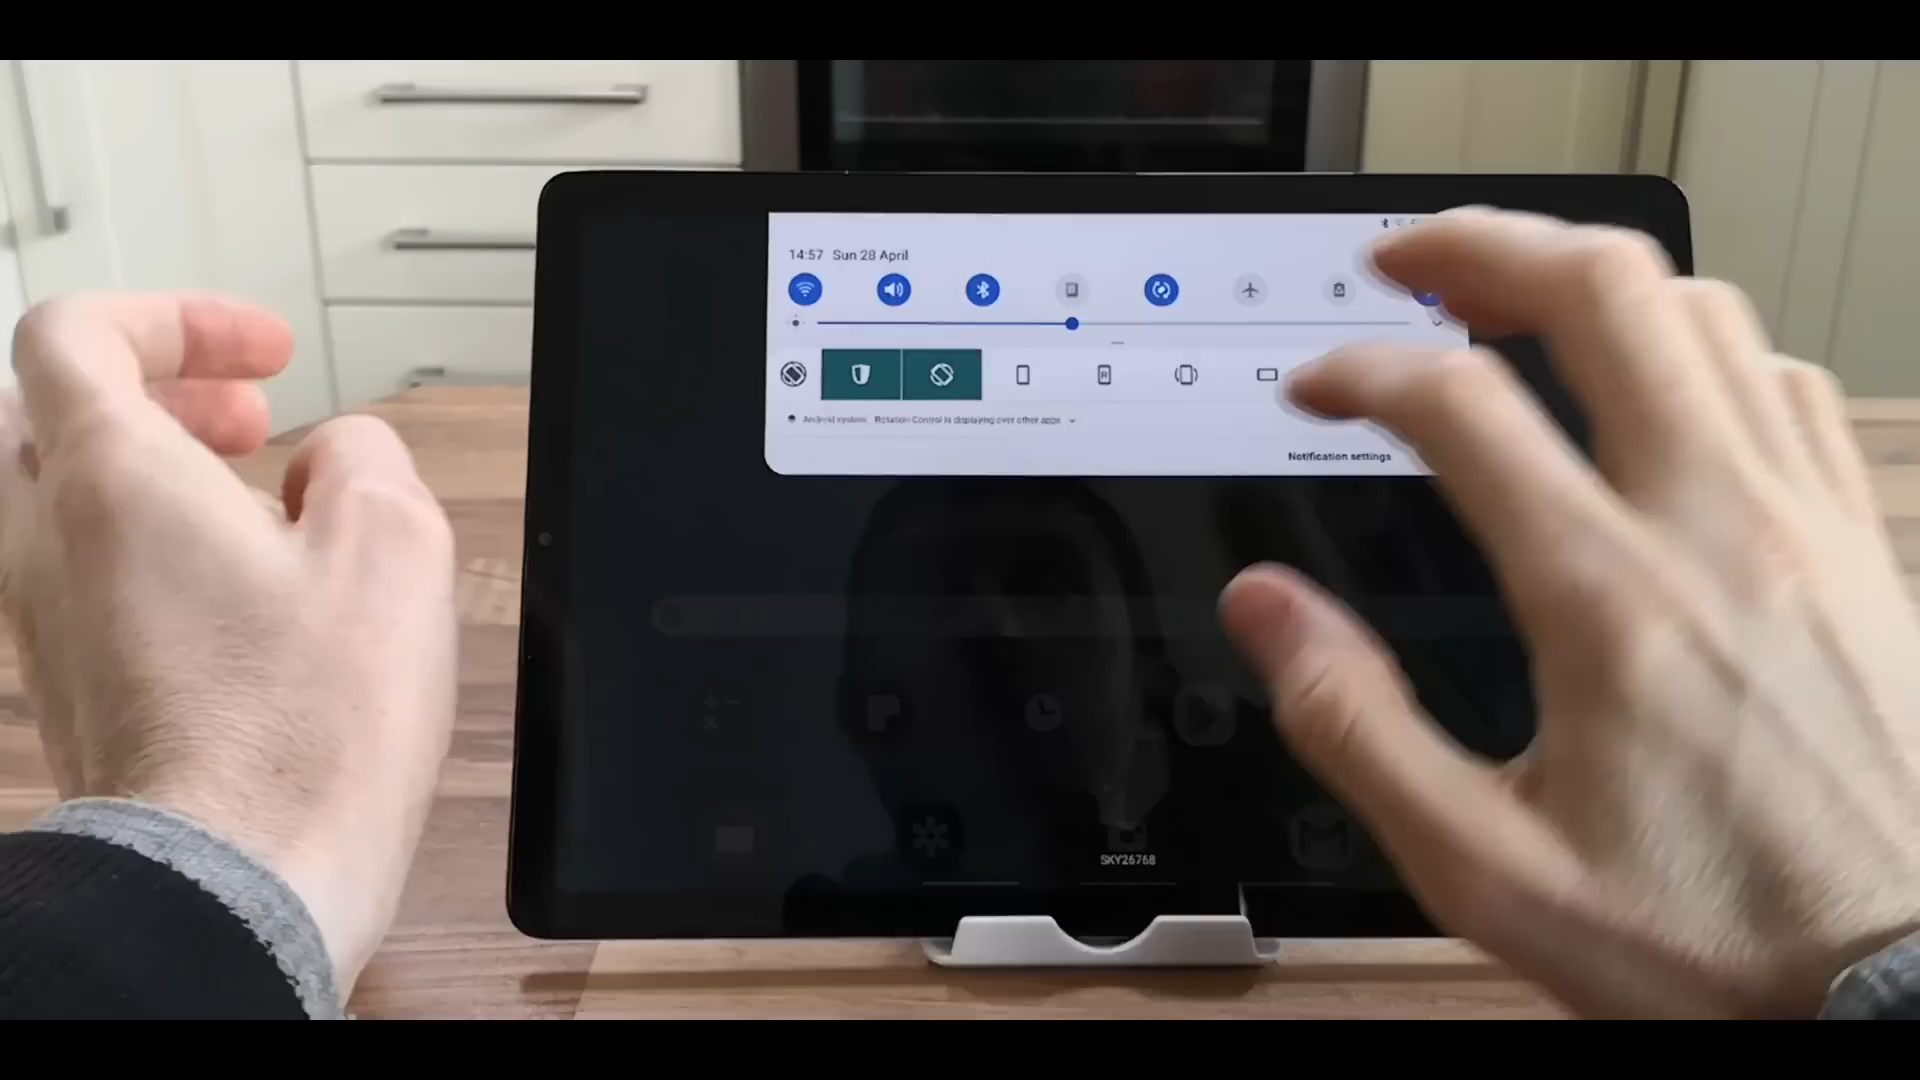 14:57 Sun 28 April
Android system Rotation Control is displaying over other apps
Notification settings
SKY26768